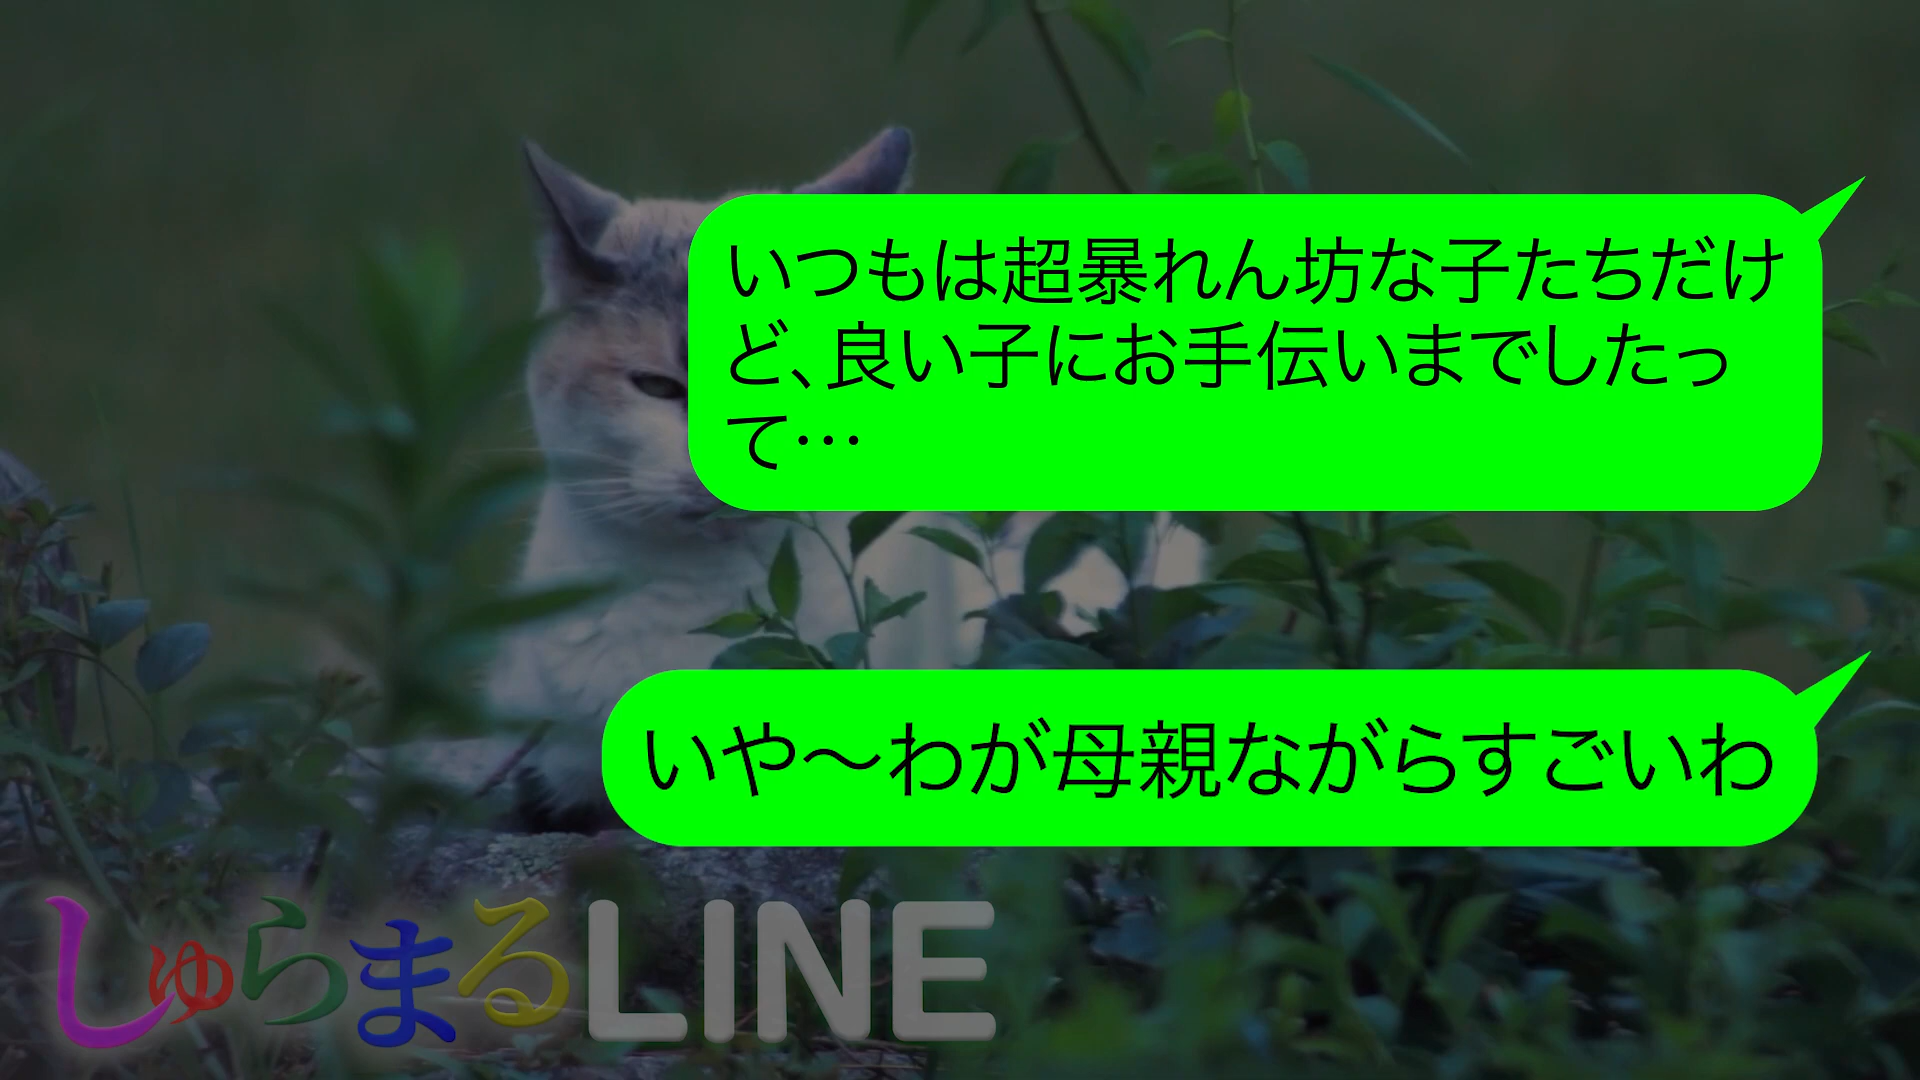 いつもは超暴れん坊な子たちだけ
ど、良い子にお手伝いまでしたっ
て…
いや～わが母親ながらすごいわ
しゅらまるLINE